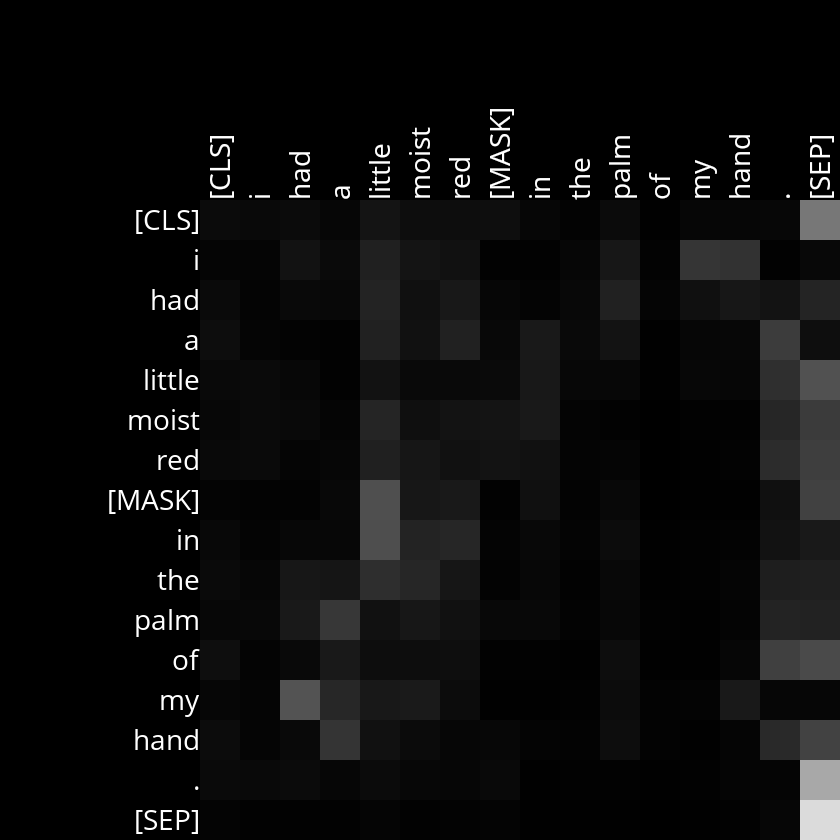 [CLS] i had a little moist red [MASK] in the palm of my hand . [SEP]
[CLS]
i
had
a
little
moist
red
[MASK]
in
the
palm
of
my
hand
.
[SEP]